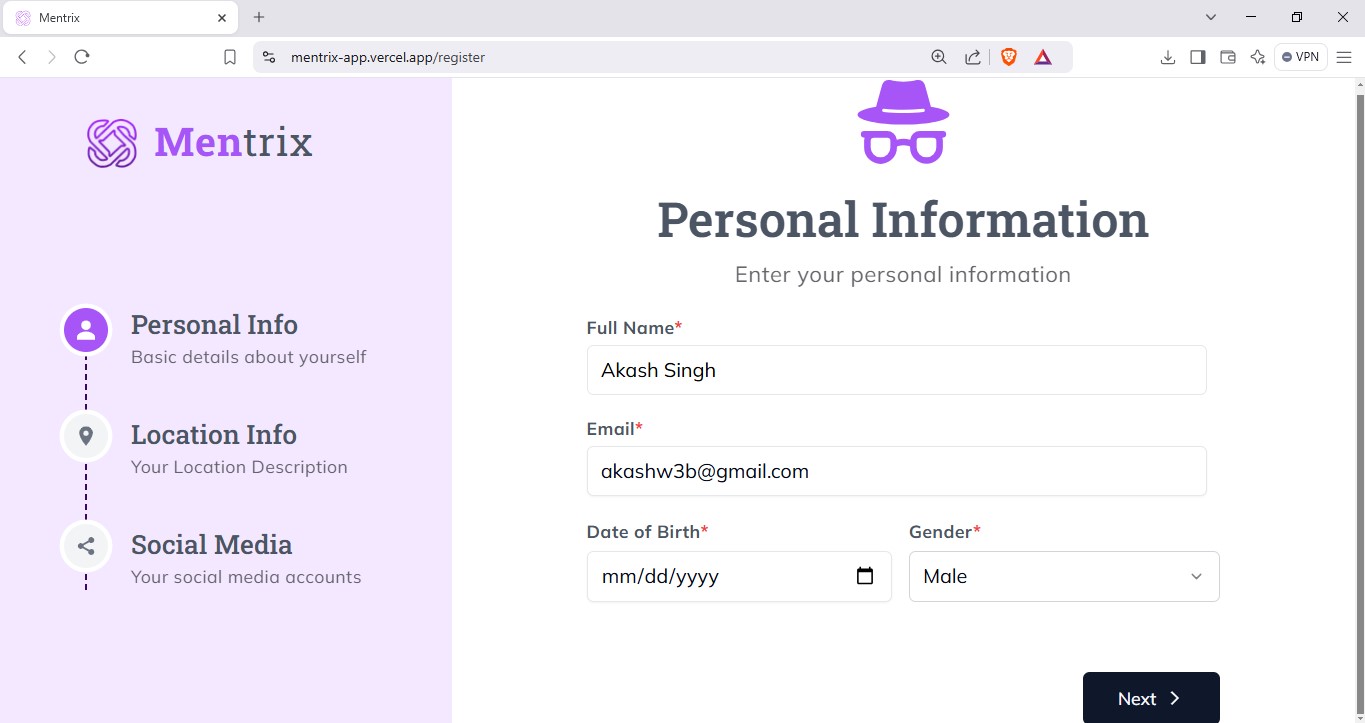 Mentrix
mentrix-app.vercel.app/register
VPN
Mentrix
Personal Info
Basic details about yourself
Location Info
Your Location Description
Social Media
Your social media accounts
Personal Information
Enter your personal information
Full Name*
Akash Singh
Email*
akashw3b@gmail.com
Date of Birth* Gender*
mm/dd/yyyy Male
Next